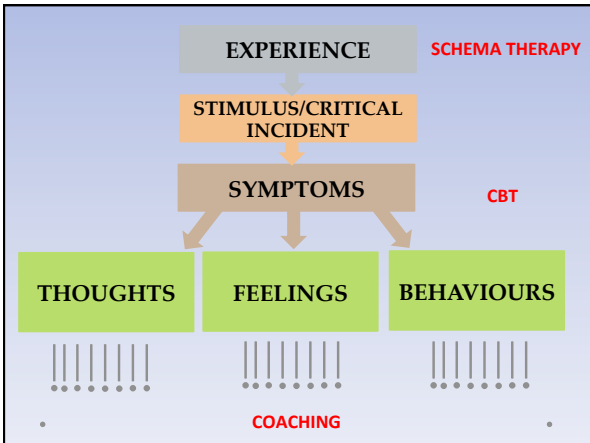 EXPERIENCE
SCHEMA THERAPY
STIMULUS/CRITICAL
INCIDENT
SYMPTOMS
CBT
THOUGHTS
FEELINGS
BEHAVIOURS
COACHING